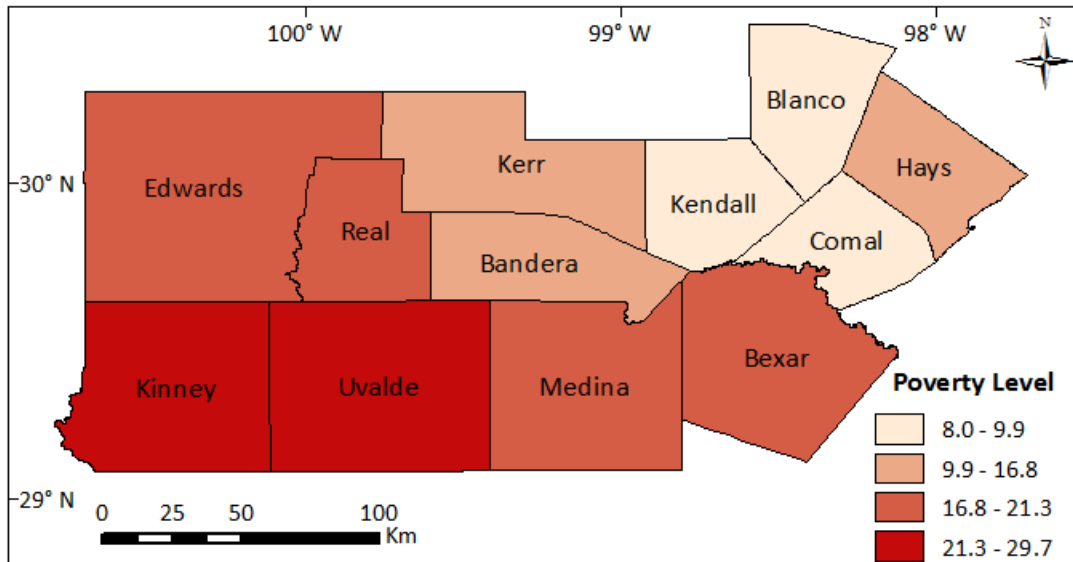 100° W 99° W 98° W
N
Blanco
Kerr
Hays
30° N
Edwards
Kendall
Real
Comal
Bandera
Bexar
Kinney
Uvalde
Medina
Poverty Level
8.0 - 9.9
9.9 - 16.8
16.8 - 21.3
21.3 - 29.7
29° N
0 25 50 100
Km